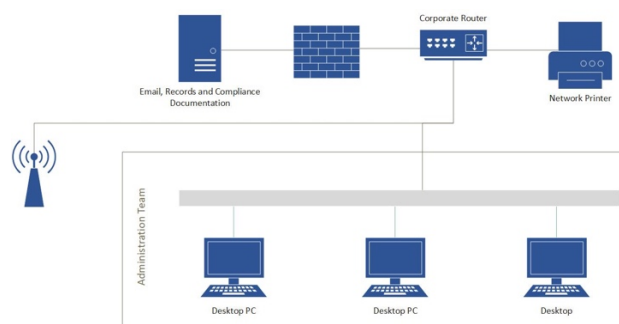 Corporate Router
Email, Records and Compliance
Documentation
Network Printer
Administration Team
Desktop PC
Desktop PC
Desktop